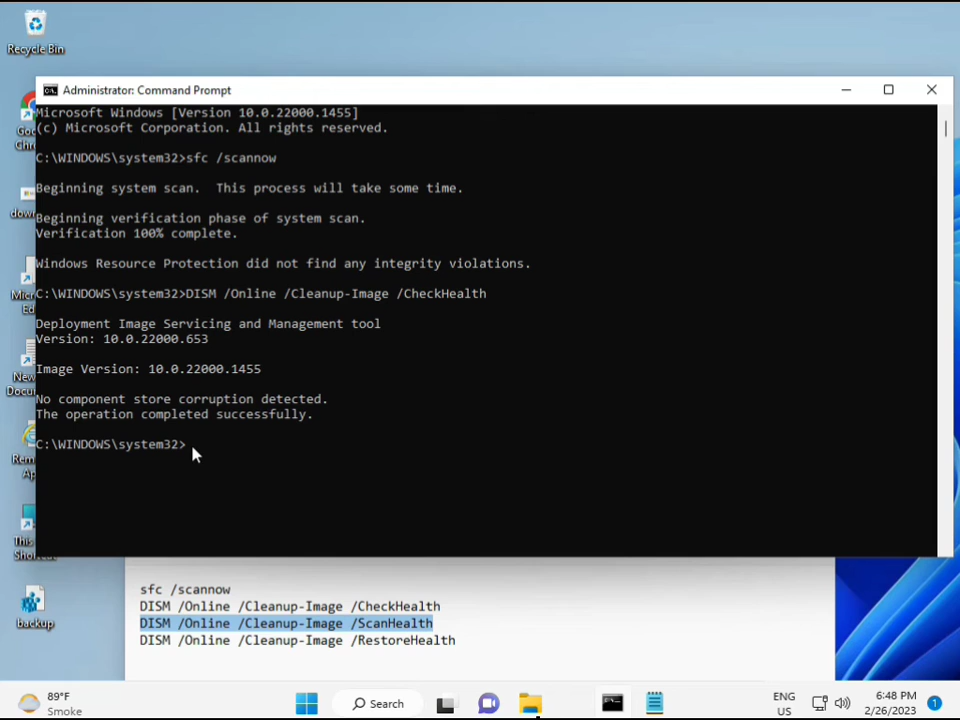 Recycle Bin
Administrator: Command Prompt
Microsoft Windows [Version 10.0.22000.1455]
(c) Microsoft Corporation. All rights reserved.
C:\WINDOWS\system32>sfc /scannow
Beginning system scan.  This process will take some time.
Beginning verification phase of system scan.
Verification 100% complete.
Windows Resource Protection did not find any integrity violations.
C:\WINDOWS\system32>DISM /Online /Cleanup-Image /CheckHealth
Deployment Image Servicing and Management tool
Version: 10.0.22000.653
Image Version: 10.0.22000.1455
No component store corruption detected.
The operation completed successfully.
C:\WINDOWS\system32>
backup
sfc /scannow
DISM /Online /Cleanup-Image /CheckHealth
DISM /Online /Cleanup-Image /ScanHealth
DISM /Online /Cleanup-Image /RestoreHealth
89°F
Smoke
Search
ENG
US
6:48 PM
2/26/2023
1